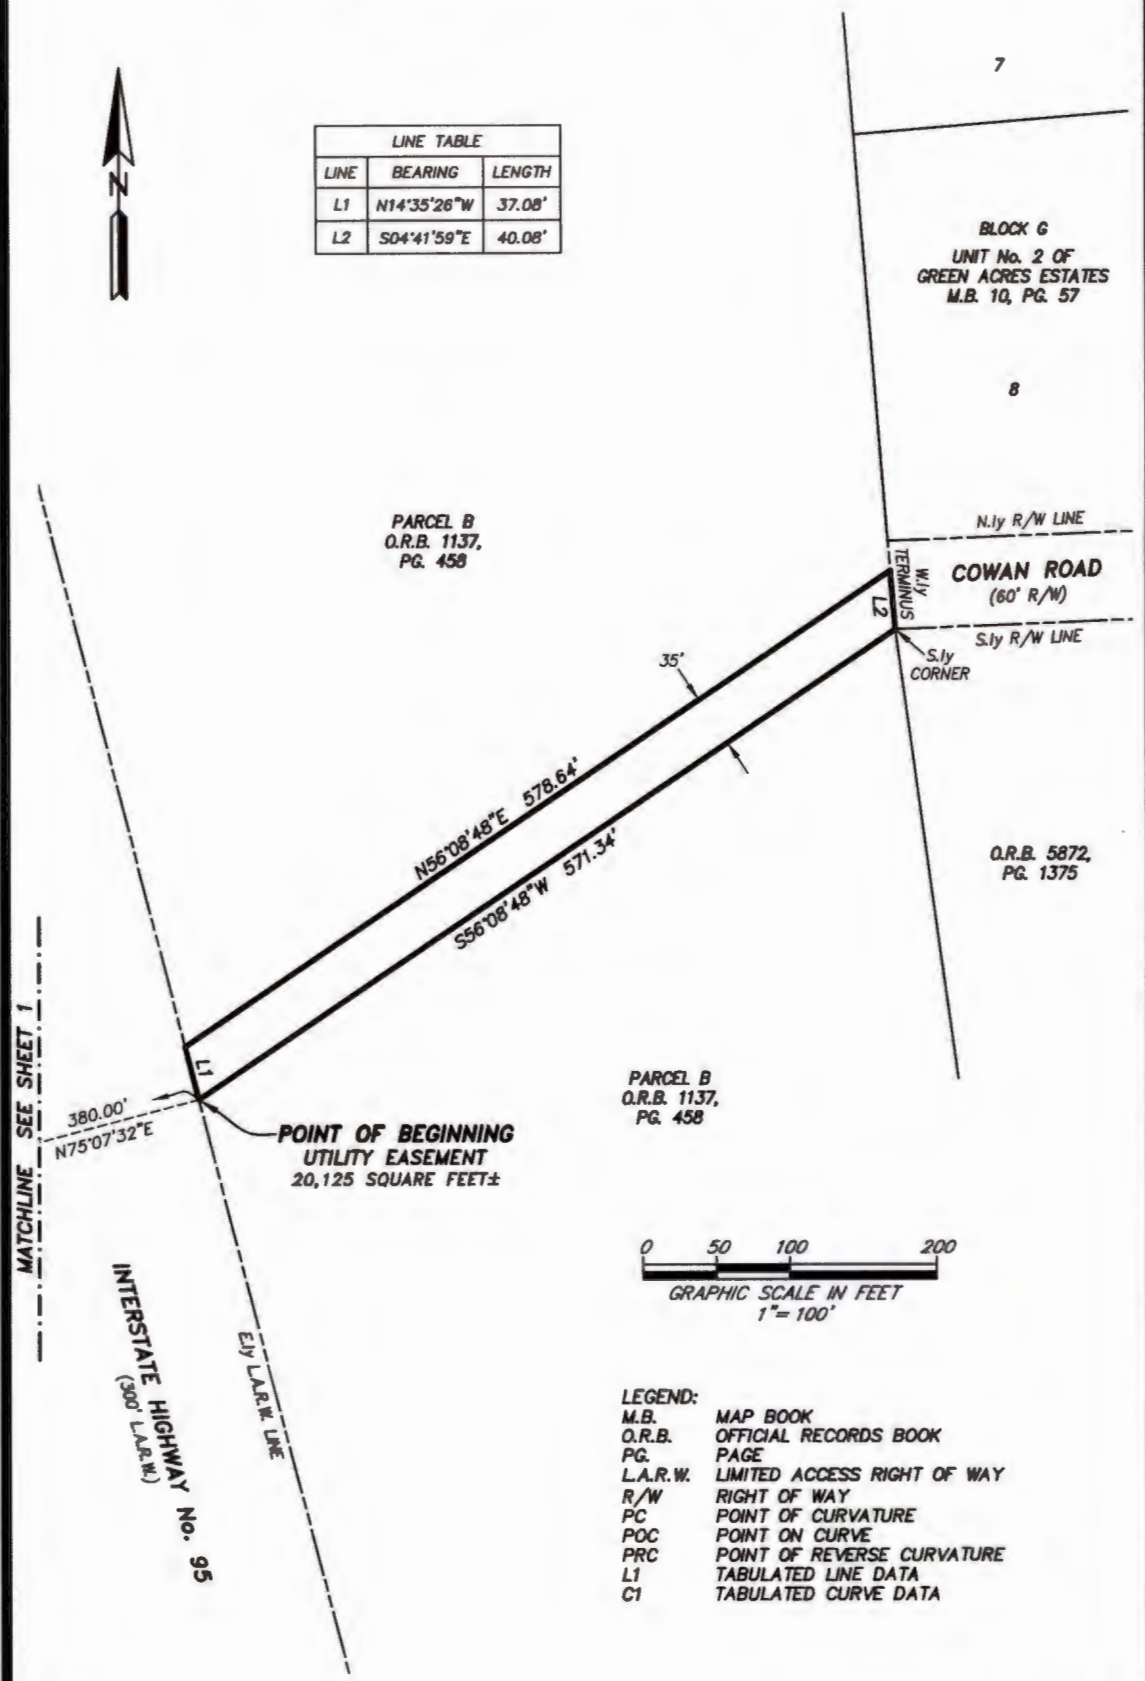 7
N
LINE TABLE
LINE BEARING LENGTH
L1 N14°35'26"W 37.08'
L2 S04°41'59"E 40.08'
BLOCK G
UNIT No. 2 OF
GREEN ACRES ESTATES
M.B. 10, PG. 57
8
PARCEL B
O.R.B. 1137,
PG. 458
N.ly R/W LINE
W.ly
TERMINUS
COWAN ROAD
(60' R/W)
L2
S.ly R/W LINE
S.ly
CORNER
35'
N56°08'48"E 578.64'
S56°08'48"W 571.34'
O.R.B. 5872,
PG. 1375
MATCHLINE SEE SHEET 1
L1
380.00'
N75°07'32"E
POINT OF BEGINNING
UTILITY EASEMENT
20,125 SQUARE FEET±
PARCEL B
O.R.B. 1137,
PG. 458
0 50 100 200
GRAPHIC SCALE IN FEET
1"= 100'
INTERSTATE HIGHWAY No. 95
(300' L.A.R.W.)
E.ly L.A.R.W. LINE
LEGEND:
M.B. MAP BOOK
O.R.B. OFFICIAL RECORDS BOOK
PG. PAGE
L.A.R.W. LIMITED ACCESS RIGHT OF WAY
R/W RIGHT OF WAY
PC POINT OF CURVATURE
POC POINT ON CURVE
PRC POINT OF REVERSE CURVATURE
L1 TABULATED LINE DATA
C1 TABULATED CURVE DATA